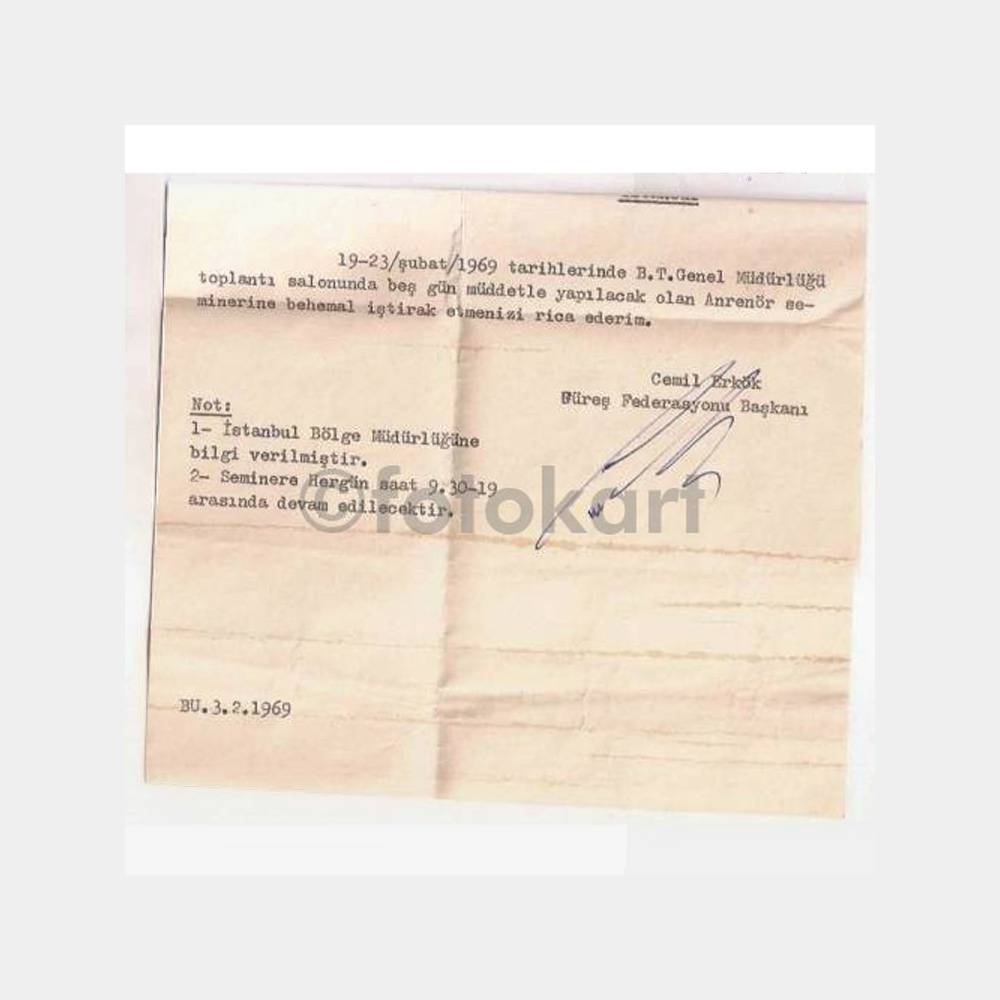 19-23/şubat/1969 tarihlerinde B.T.Genel Müdürlüğü
toplantı salonunda beş gün müddetle yapılacak olan Anrenör se-
minerine behemal iştirak etmenizi rica ederim.
Cemil Erkök
Güreş Federasyonu Başkanı
Not:
1- İstanbul Bölge Müdürlüğüne
bilgi verilmiştir.
2- Seminere Hergün saat 9.30-19
arasında devam edilecektir.
©fotokart
BU.3.2.1969